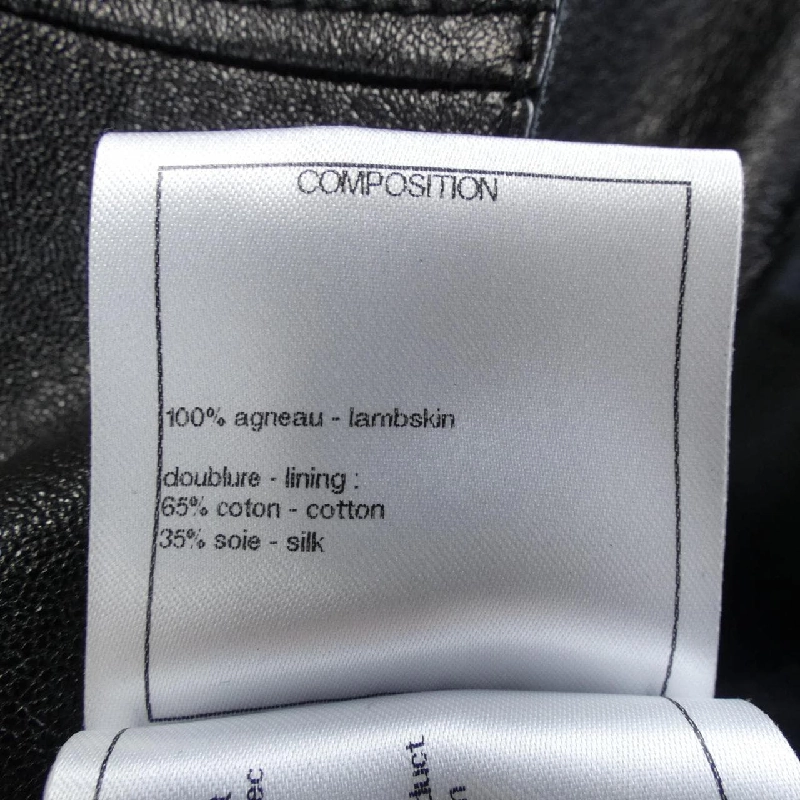 COMPOSITION
100% agneau - lambskin
doublure - lining :
65% coton - cotton
35% soie - silk